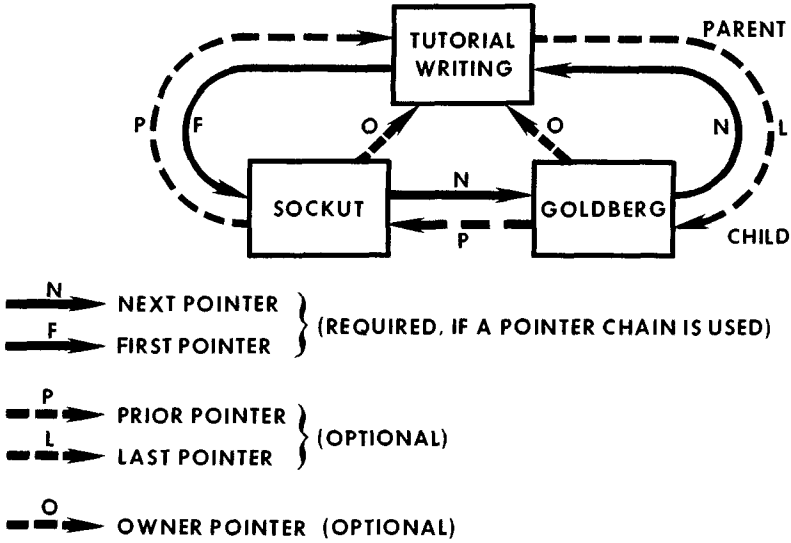 TUTORIAL
WRITING
PARENT
P
F
O
O
N
L
SOCKUT
N
GOLDBERG
P
CHILD
N
NEXT POINTER
F
FIRST POINTER
(REQUIRED, IF A POINTER CHAIN IS USED)
P
PRIOR POINTER
L
LAST POINTER
(OPTIONAL)
O
OWNER POINTER (OPTIONAL)